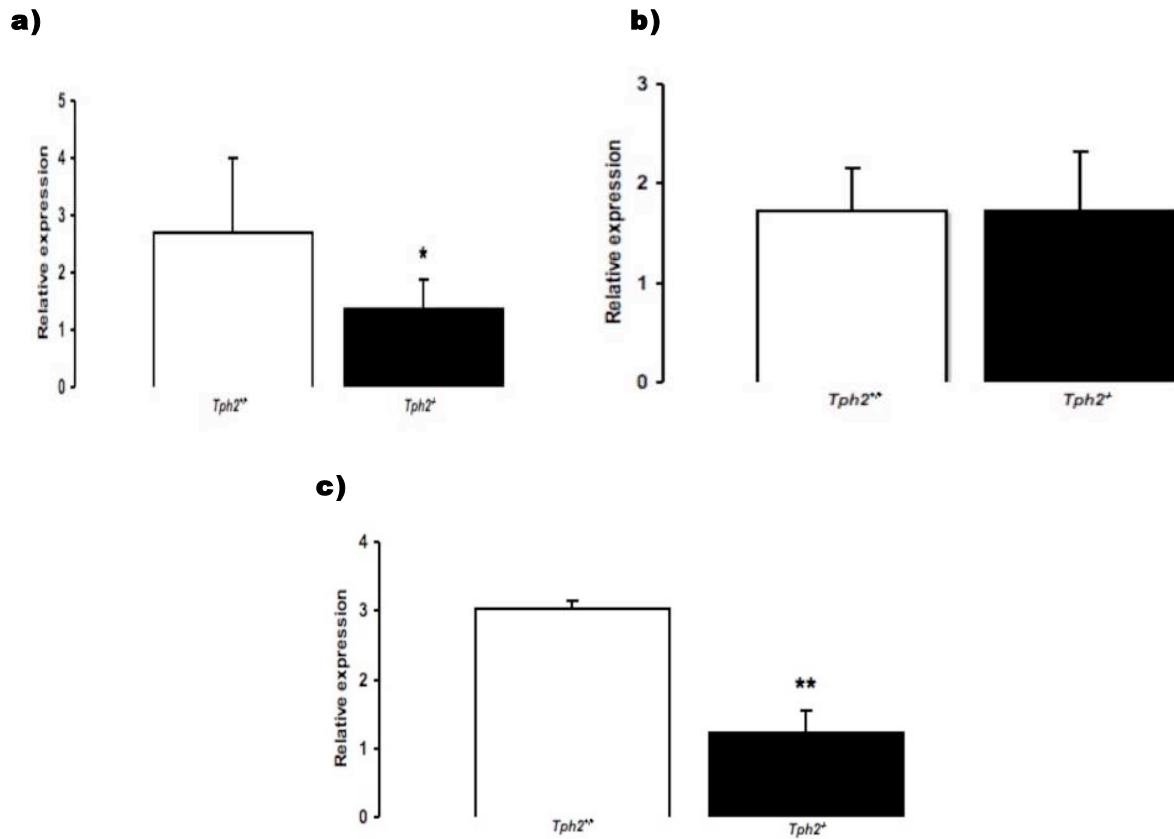 a)
5
4
3
2
1
0
Relative expression
*
Tph2+/+
Tph2-/-
b)
3
2
1
0
Relative expression
Tph2+/+
Tph2-/-
c)
4
3
2
1
0
Relative expression
**
Tph2+/+
Tph2-/-